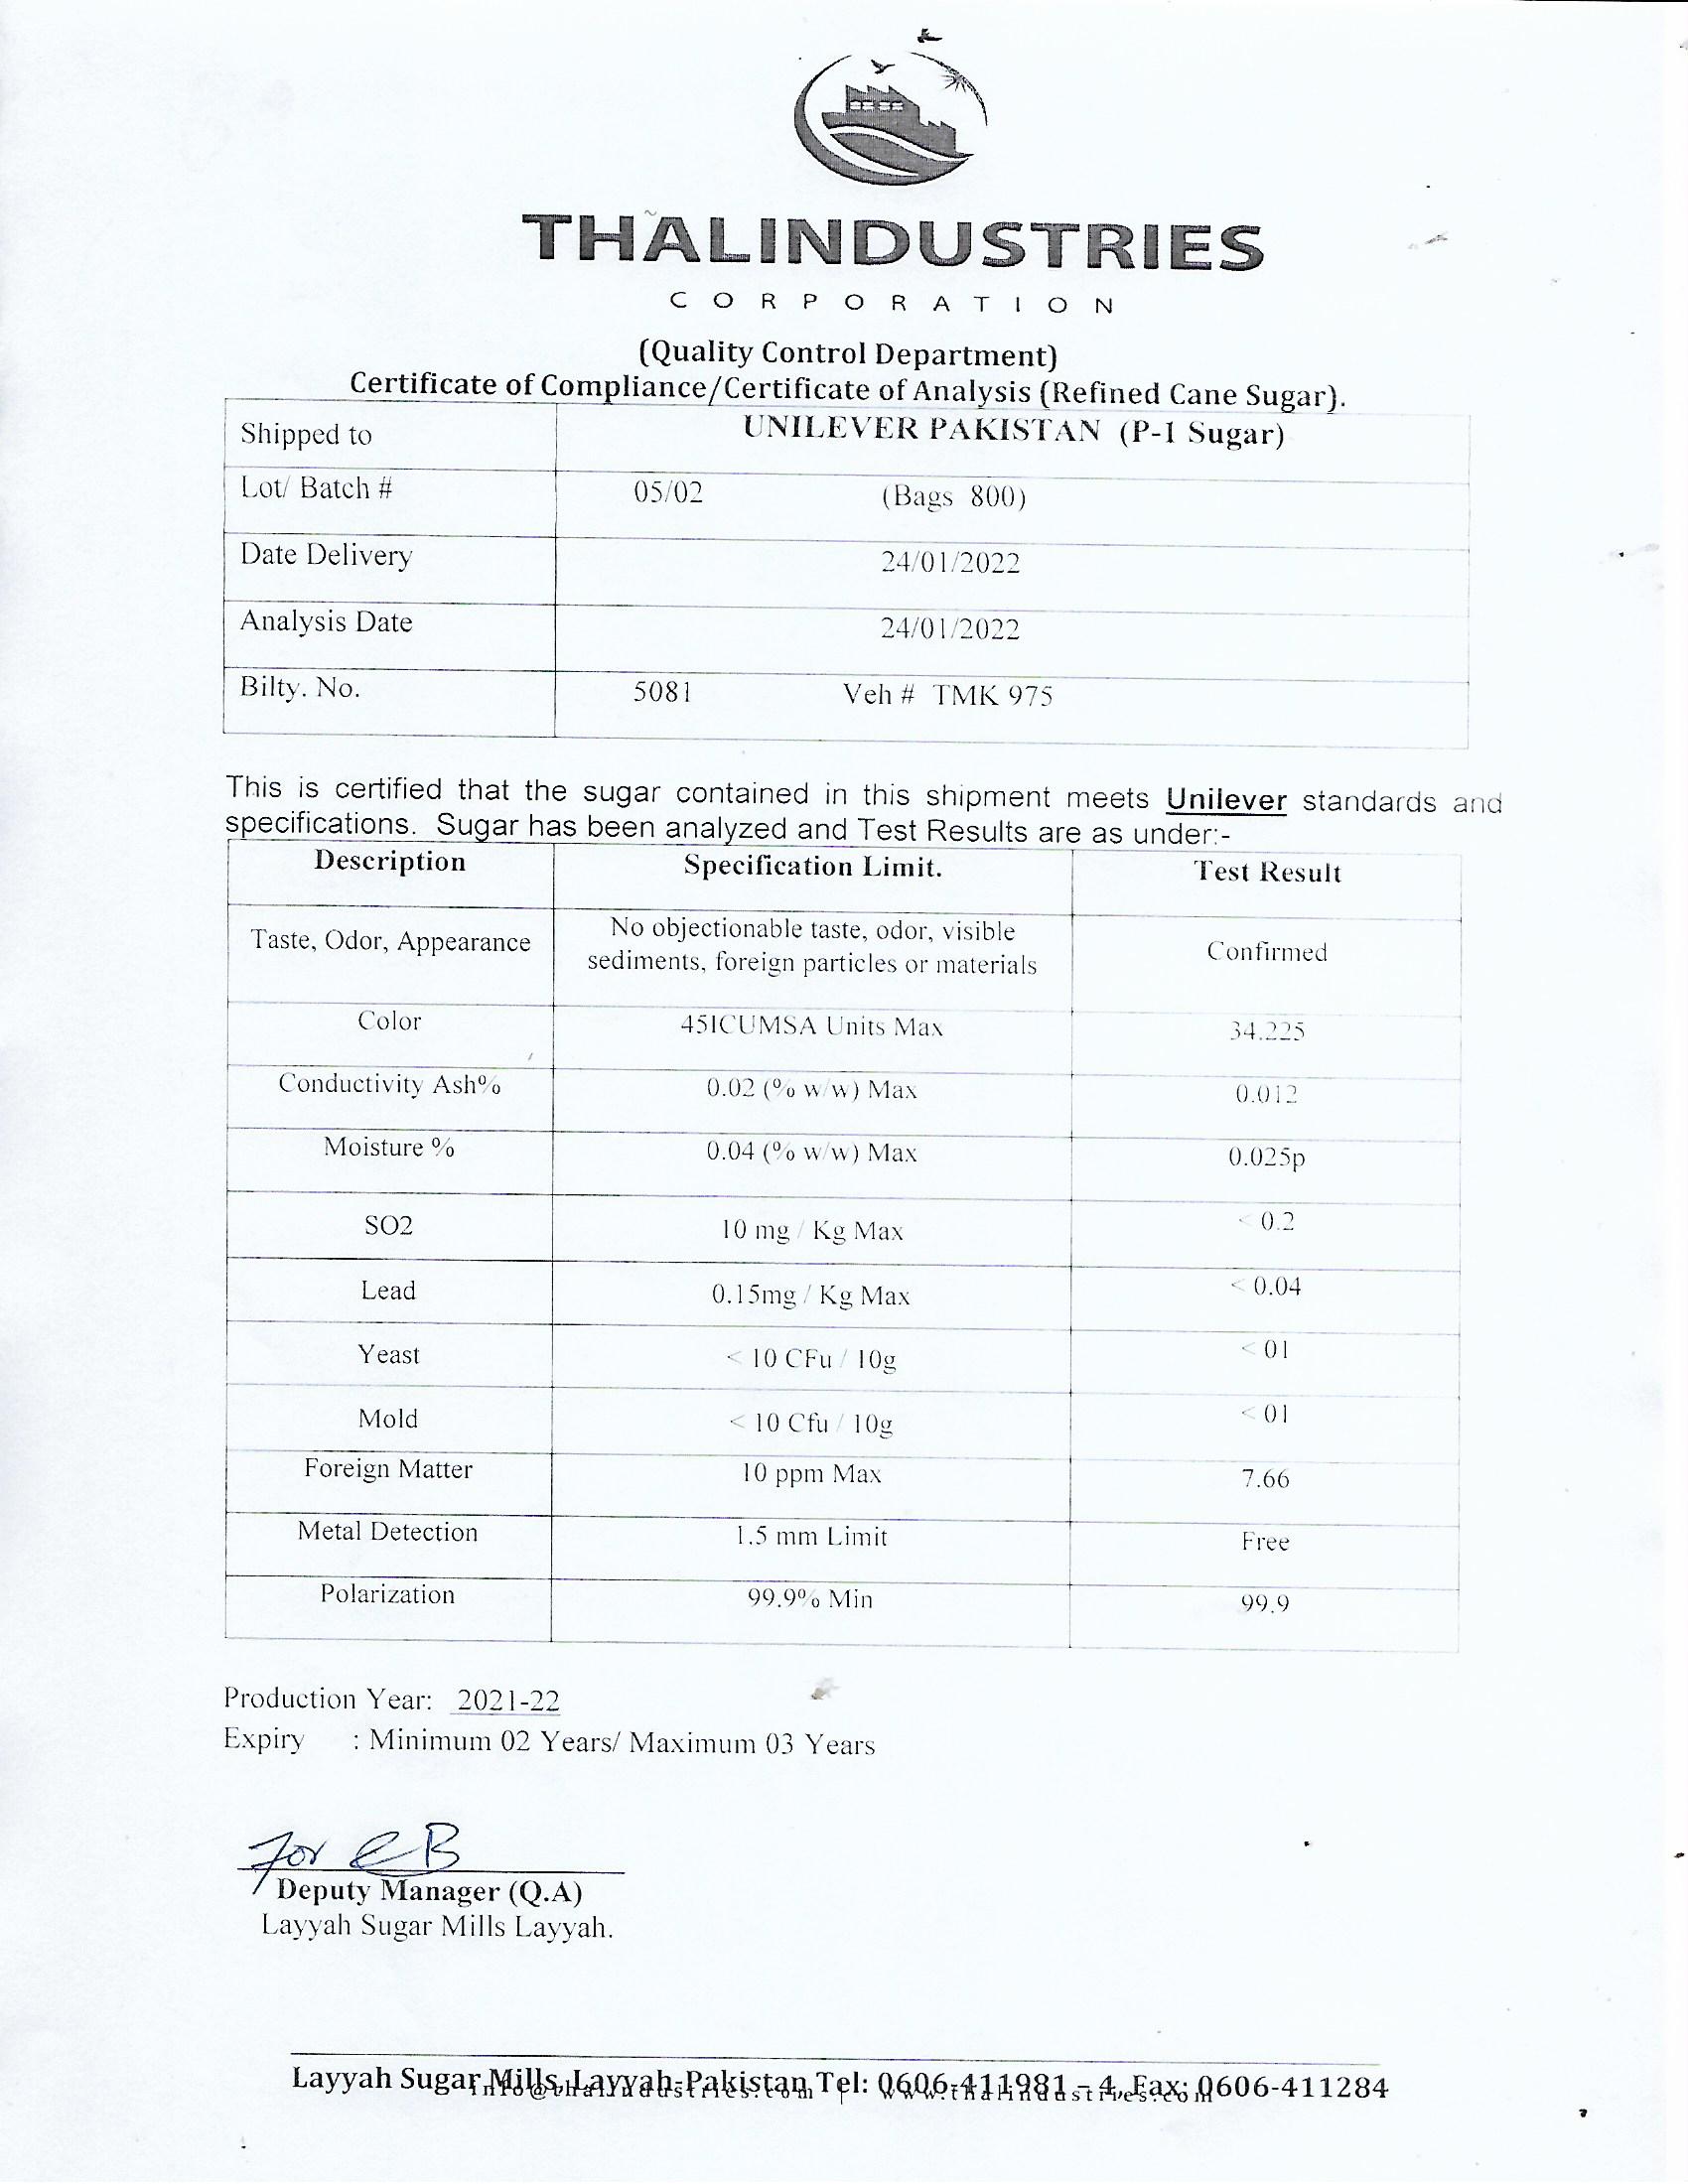 THALINDUSTRIES
CORPORATION
(Quality Control Department)
Certificate of Compliance/Certificate of Analysis (Refined Cane Sugar).
Shipped to UNILEVER PAKISTAN (P-1 Sugar)
Lot/ Batch # 05/02 (Bags 800)
Date Delivery 24/01/2022
Analysis Date 24/01/2022
Bilty. No. 5081 Veh # TMK 975
This is certified that the sugar contained in this shipment meets Unilever standards and
specifications. Sugar has been analyzed and Test Results are as under:-
Description Specification Limit. Test Result
Taste, Odor, Appearance No objectionable taste, odor, visible
sediments, foreign particles or materials Confirmed
Color 45ICUMSA Units Max 34.225
Conductivity Ash% 0.02 (% w/w) Max 0.012
Moisture % 0.04 (% w/w) Max 0.025p
SO2 10 mg / Kg Max < 0.2
Lead 0.15mg / Kg Max < 0.04
Yeast < 10 CFu / 10g < 01
Mold < 10 Cfu / 10g < 01
Foreign Matter 10 ppm Max 7.66
Metal Detection 1.5 mm Limit Free
Polarization 99.9% Min 99.9
Production Year: 2021-22
Expiry : Minimum 02 Years/ Maximum 03 Years
For
Deputy Manager (Q.A)
Layyah Sugar Mills Layyah.
Layyah Sugar Mills, Layyah-Pakistan Tel: 0606-411981 – 4, Fax: 0606-411284
info@thalindustries.com | www.thalindustries.com